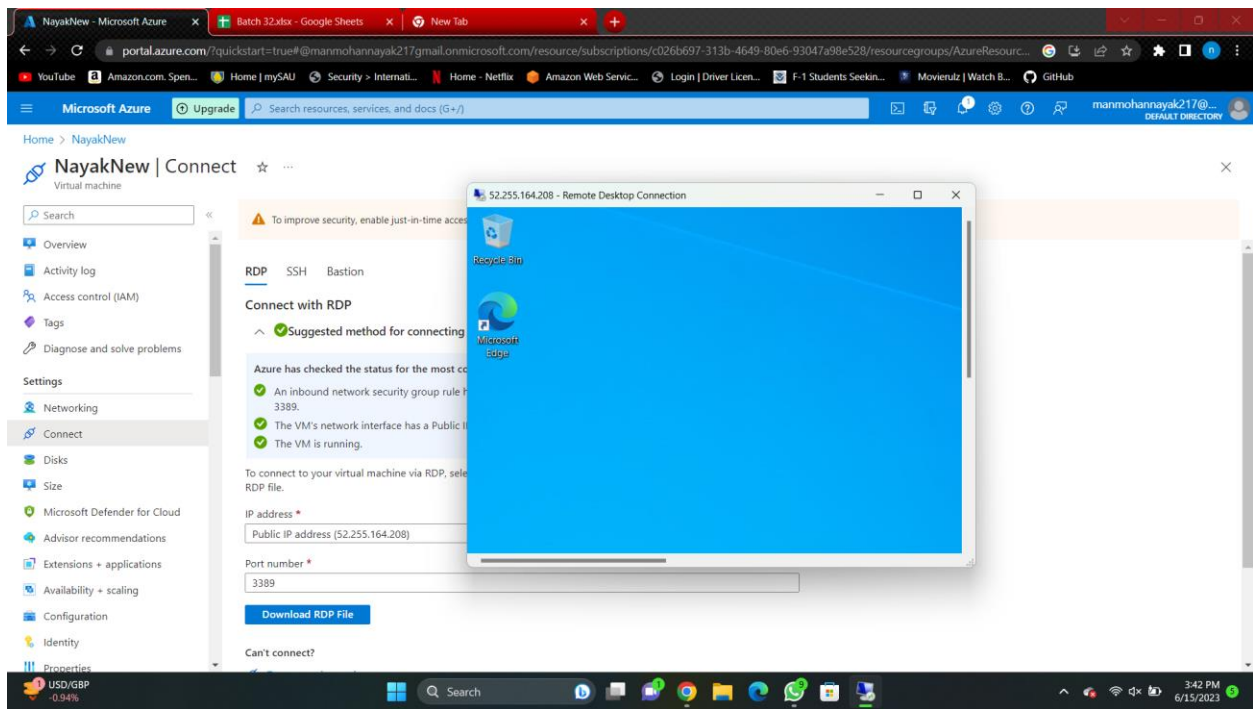 NayakNew - Microsoft Azure
Batch 32.xlsx - Google Sheets
New Tab
portal.azure.com/?quickstart=true#@manmohannayak217gmail.onmicrosoft.com/resource/subscriptions/c026b697-313b-4649-80e6-93047a98e528/resourcegroups/AzureResourc...
YouTube
Amazon.com. Spen...
Home | mySAU
Security > Internati...
Home - Netflix
Amazon Web Servic...
Login | Driver Licen...
F-1 Students Seekin...
Movierulz | Watch B...
GitHub
Microsoft Azure
Upgrade
Search resources, services, and docs (G+/)
1
manmohannayak217@...
DEFAULT DIRECTORY
Home > NayakNew
NayakNew | Connect
Virtual machine
Search
Overview
Activity log
Access control (IAM)
Tags
Diagnose and solve problems
Settings
Networking
Connect
Disks
Size
Microsoft Defender for Cloud
Advisor recommendations
Extensions + applications
Availability + scaling
Configuration
Identity
Properties
To improve security, enable just-in-time acces
RDP SSH Bastion
Connect with RDP
Suggested method for connecting
Azure has checked the status for the most co
An inbound network security group rule h
3389.
The VM's network interface has a Public I
The VM is running.
To connect to your virtual machine via RDP, sele
RDP file.
IP address *
Public IP address (52.255.164.208)
Port number *
3389
Download RDP File
Can't connect?
52.255.164.208 - Remote Desktop Connection
Recycle Bin
Microsoft
Edge
USD/GBP
-0.94%
Search
3:42 PM
6/15/2023
5